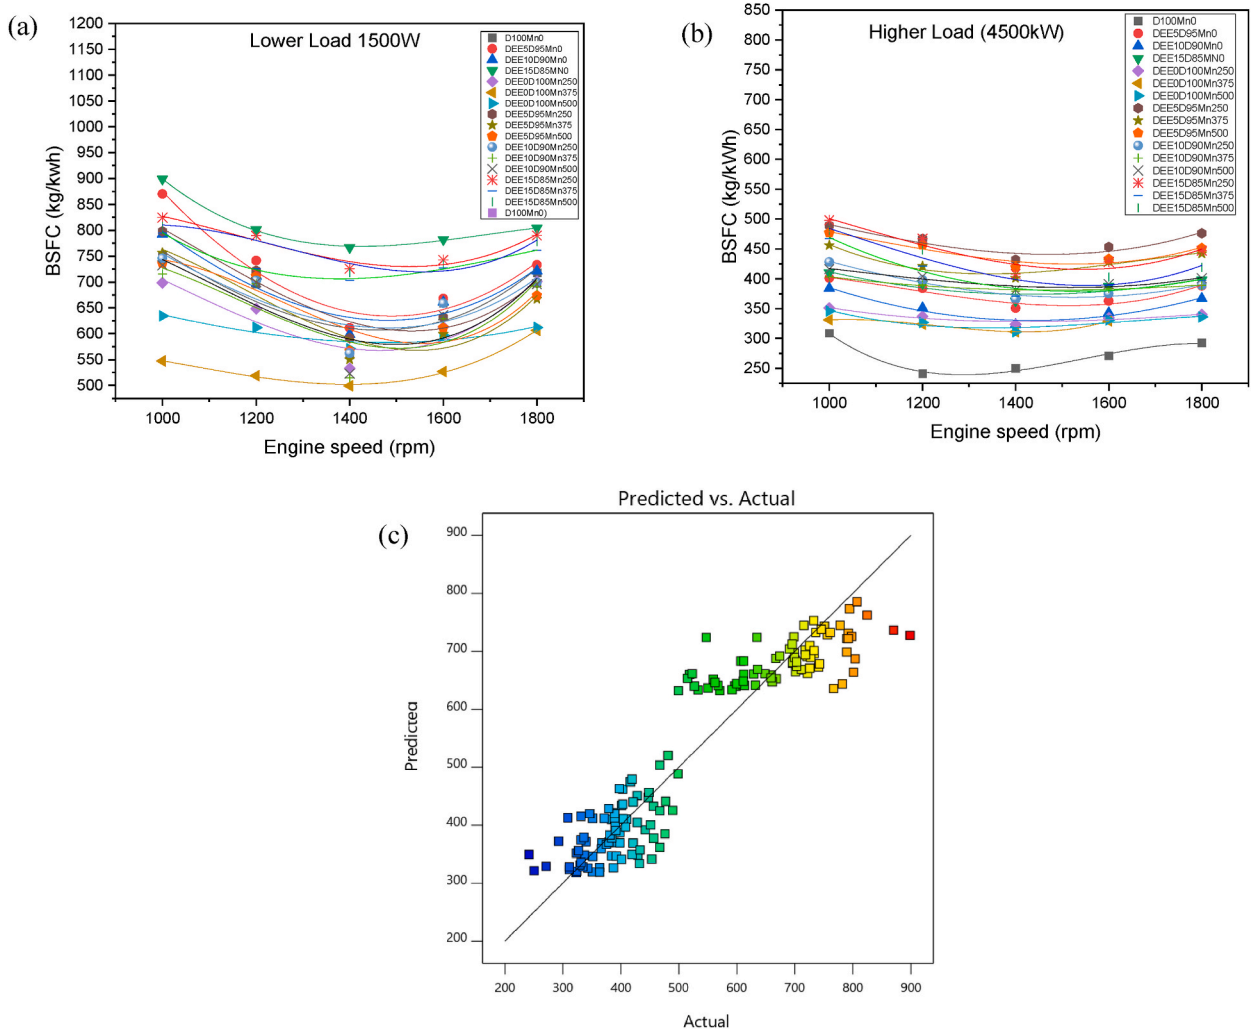 (a)
Lower Load 1500W
BSFC (kg/kwh)
1200
1150
1100
1050
1000
950
900
850
800
750
700
650
600
550
500
D100Mn0
DEE5D95Mn0
DEE10D90Mn0
DEE15D85MN0
DEE0D100Mn250
DEE0D100Mn375
DEE0D100Mn500
DEE5D95Mn250
DEE5D95Mn375
DEE5D95Mn500
DEE10D90Mn250
DEE10D90Mn375
DEE10D90Mn500
DEE15D85Mn250
DEE15D85Mn375
DEE15D85Mn500
D100Mn0)
1000 1200 1400 1600 1800
Engine speed (rpm)
(b)
Higher Load (4500kW)
BSFC (kg/kWh)
850
800
750
700
650
600
550
500
450
400
350
300
250
D100Mn0
DEE5D95Mn0
DEE10D90Mn0
DEE15D85MN0
DEE0D100Mn250
DEE0D100Mn375
DEE0D100Mn500
DEE5D95Mn250
DEE5D95Mn375
DEE5D95Mn500
DEE10D90Mn250
DEE10D90Mn375
DEE10D90Mn500
DEE15D85Mn250
DEE15D85Mn375
DEE15D85Mn500
1000 1200 1400 1600 1800
Engine speed (rpm)
(c)
Predicted vs. Actual
Predicted
900
800
700
600
500
400
300
200
200 300 400 500 600 700 800 900
Actual